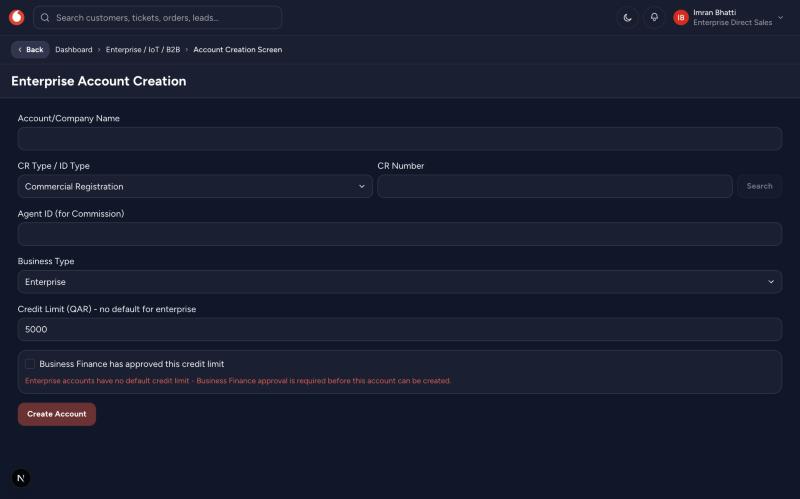 Search customers, tickets, orders, leads...
IB
Imran Bhatti
Enterprise Direct Sales
Back
Dashboard > Enterprise / IoT / B2B > Account Creation Screen
Enterprise Account Creation
Account/Company Name
CR Type / ID Type
CR Number
Commercial Registration
Search
Agent ID (for Commission)
Business Type
Enterprise
Credit Limit (QAR) - no default for enterprise
5000
Business Finance has approved this credit limit
Enterprise accounts have no default credit limit - Business Finance approval is required before this account can be created.
Create Account
N